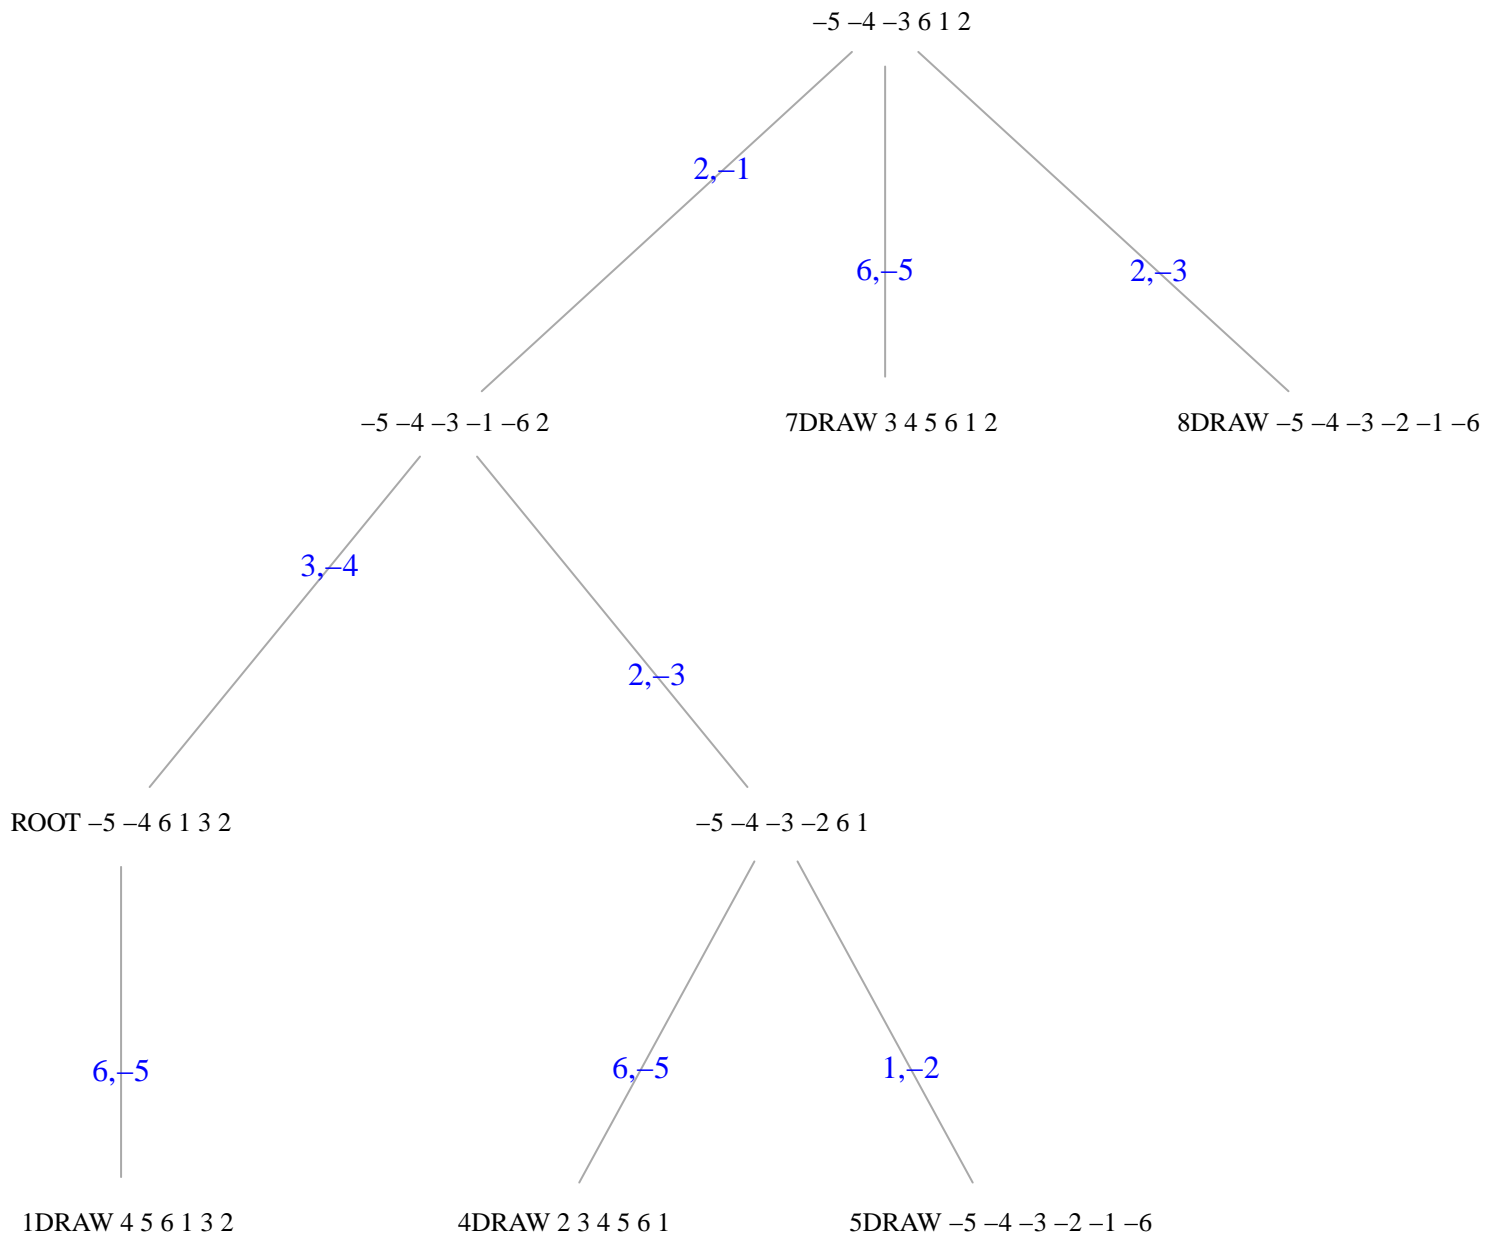 –5 –4 –3 6 1 2
2,–1
6,–5
2,–3
–5 –4 –3 –1 –6 2
7DRAW 3 4 5 6 1 2
8DRAW –5 –4 –3 –2 –1 –6
3,–4
2,–3
ROOT –5 –4 6 1 3 2
–5 –4 –3 –2 6 1
6,–5
6,–5
1,–2
1DRAW 4 5 6 1 3 2
4DRAW 2 3 4 5 6 1
5DRAW –5 –4 –3 –2 –1 –6